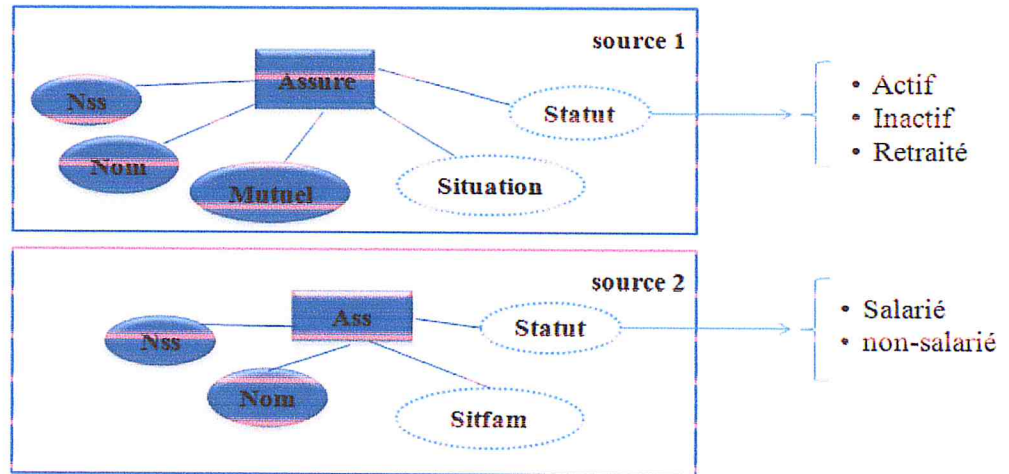 source 1
Assure
Nss
Nom
Mutuel
Situation
Statut
• Actif
• Inactif
• Retraité
source 2
Ass
Nss
Nom
Sitfam
Statut
• Salarié
• non-salarié